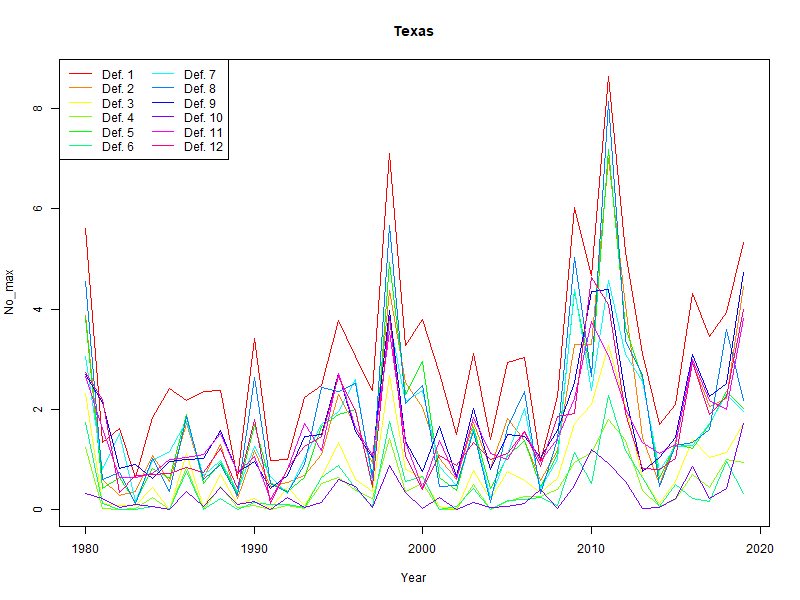 Texas
Def. 1 Def. 7
Def. 2 Def. 8
Def. 3 Def. 9
Def. 4 Def. 10
Def. 5 Def. 11
Def. 6 Def. 12
8
6
4
2
0
No_max
1980 1990 2000 2010 2020
Year